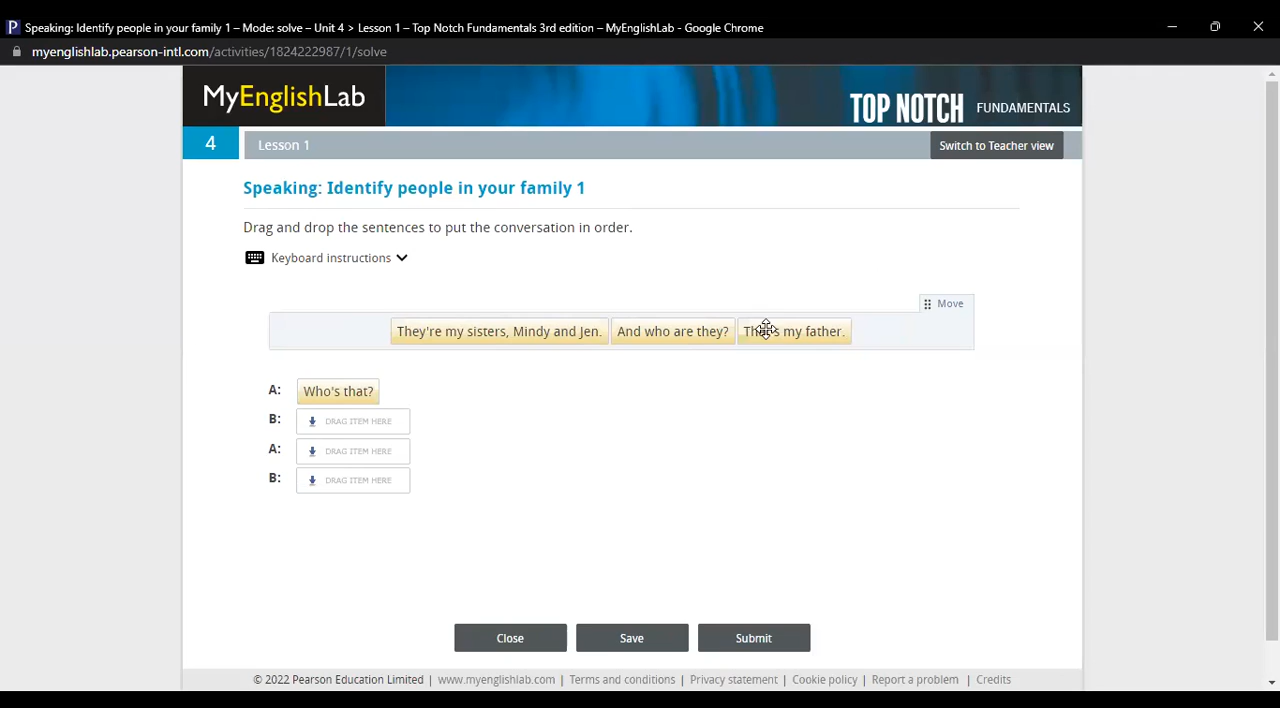 Speaking: Identify people in your family 1 – Mode: solve – Unit 4 > Lesson 1 – Top Notch Fundamentals 3rd edition – MyEnglishLab - Google Chrome
myenglishlab.pearson-intl.com/activities/1824222987/1/solve
MyEnglishLab
TOP NOTCH FUNDAMENTALS
4 Lesson 1 Switch to Teacher view
Speaking: Identify people in your family 1
Drag and drop the sentences to put the conversation in order.
Keyboard instructions
Move
They're my sisters, Mindy and Jen. And who are they? That's my father.
A: Who's that?
B: DRAG ITEM HERE
A: DRAG ITEM HERE
B: DRAG ITEM HERE
Close Save Submit
© 2022 Pearson Education Limited | www.myenglishlab.com | Terms and conditions | Privacy statement | Cookie policy | Report a problem | Credits